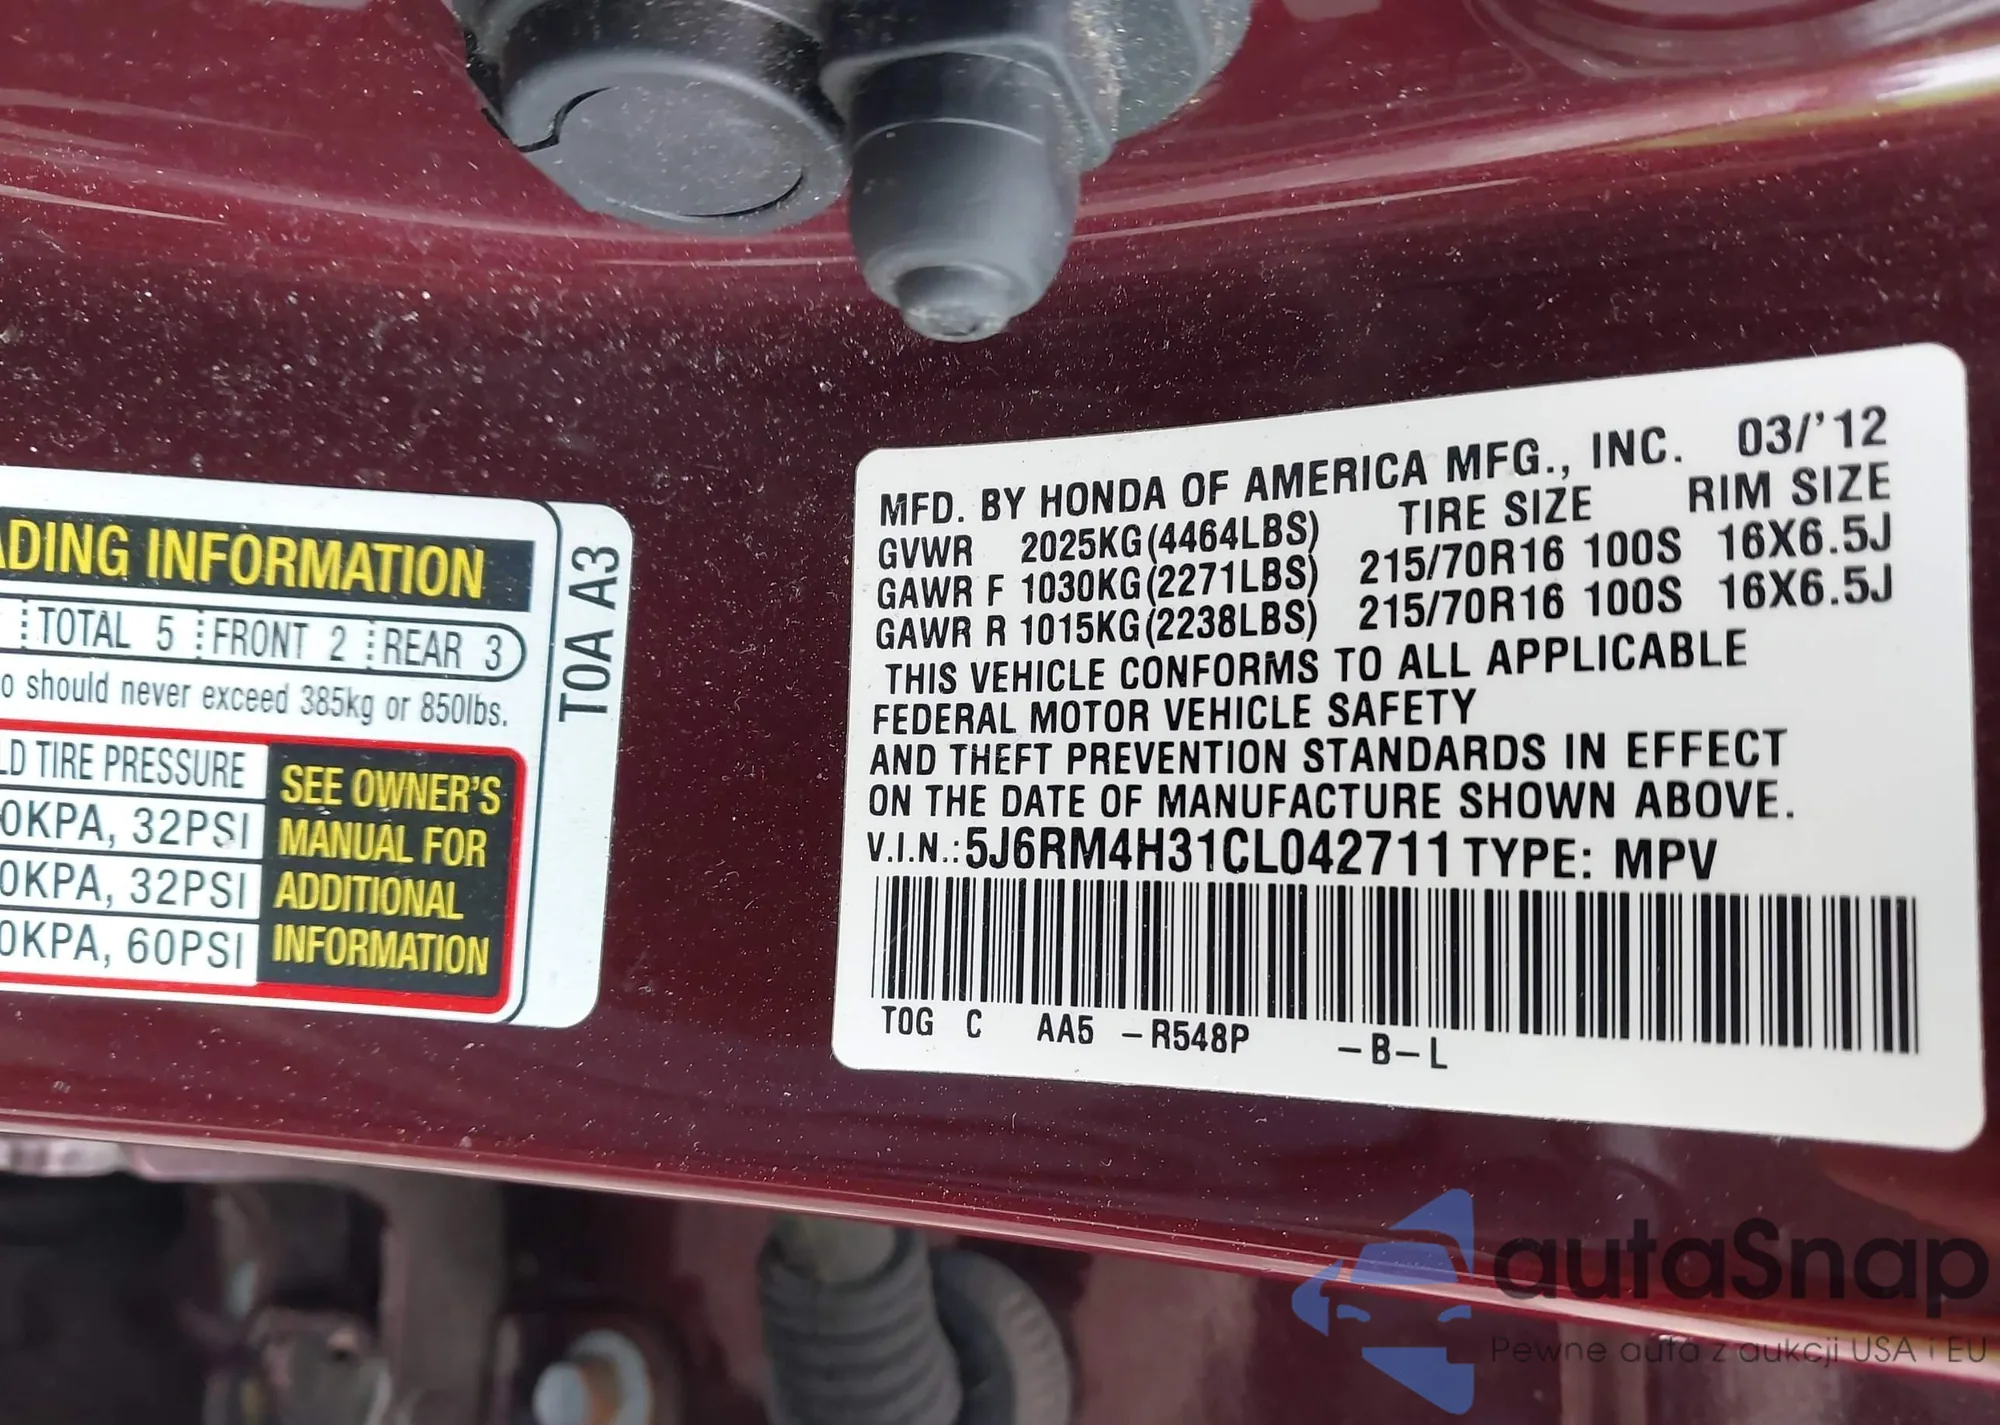 ADING INFORMATION
TOTAL 5 FRONT 2 REAR 3
o should never exceed 385kg or 850lbs.
LD TIRE PRESSURE
0KPA, 32PSI
0KPA, 32PSI
0KPA, 60PSI
SEE OWNER'S
MANUAL FOR
ADDITIONAL
INFORMATION
T0A A3
MFD. BY HONDA OF AMERICA MFG., INC. 03/'12
GVWR 2025KG(4464LBS) TIRE SIZE RIM SIZE
GAWR F 1030KG(2271LBS) 215/70R16 100S 16X6.5J
GAWR R 1015KG(2238LBS) 215/70R16 100S 16X6.5J
THIS VEHICLE CONFORMS TO ALL APPLICABLE
FEDERAL MOTOR VEHICLE SAFETY
AND THEFT PREVENTION STANDARDS IN EFFECT
ON THE DATE OF MANUFACTURE SHOWN ABOVE.
V.I.N.:5J6RM4H31CL042711 TYPE: MPV
T0G C AA5 -R548P -B-L
autaSnap
Pewne auta z aukcji USA i EU